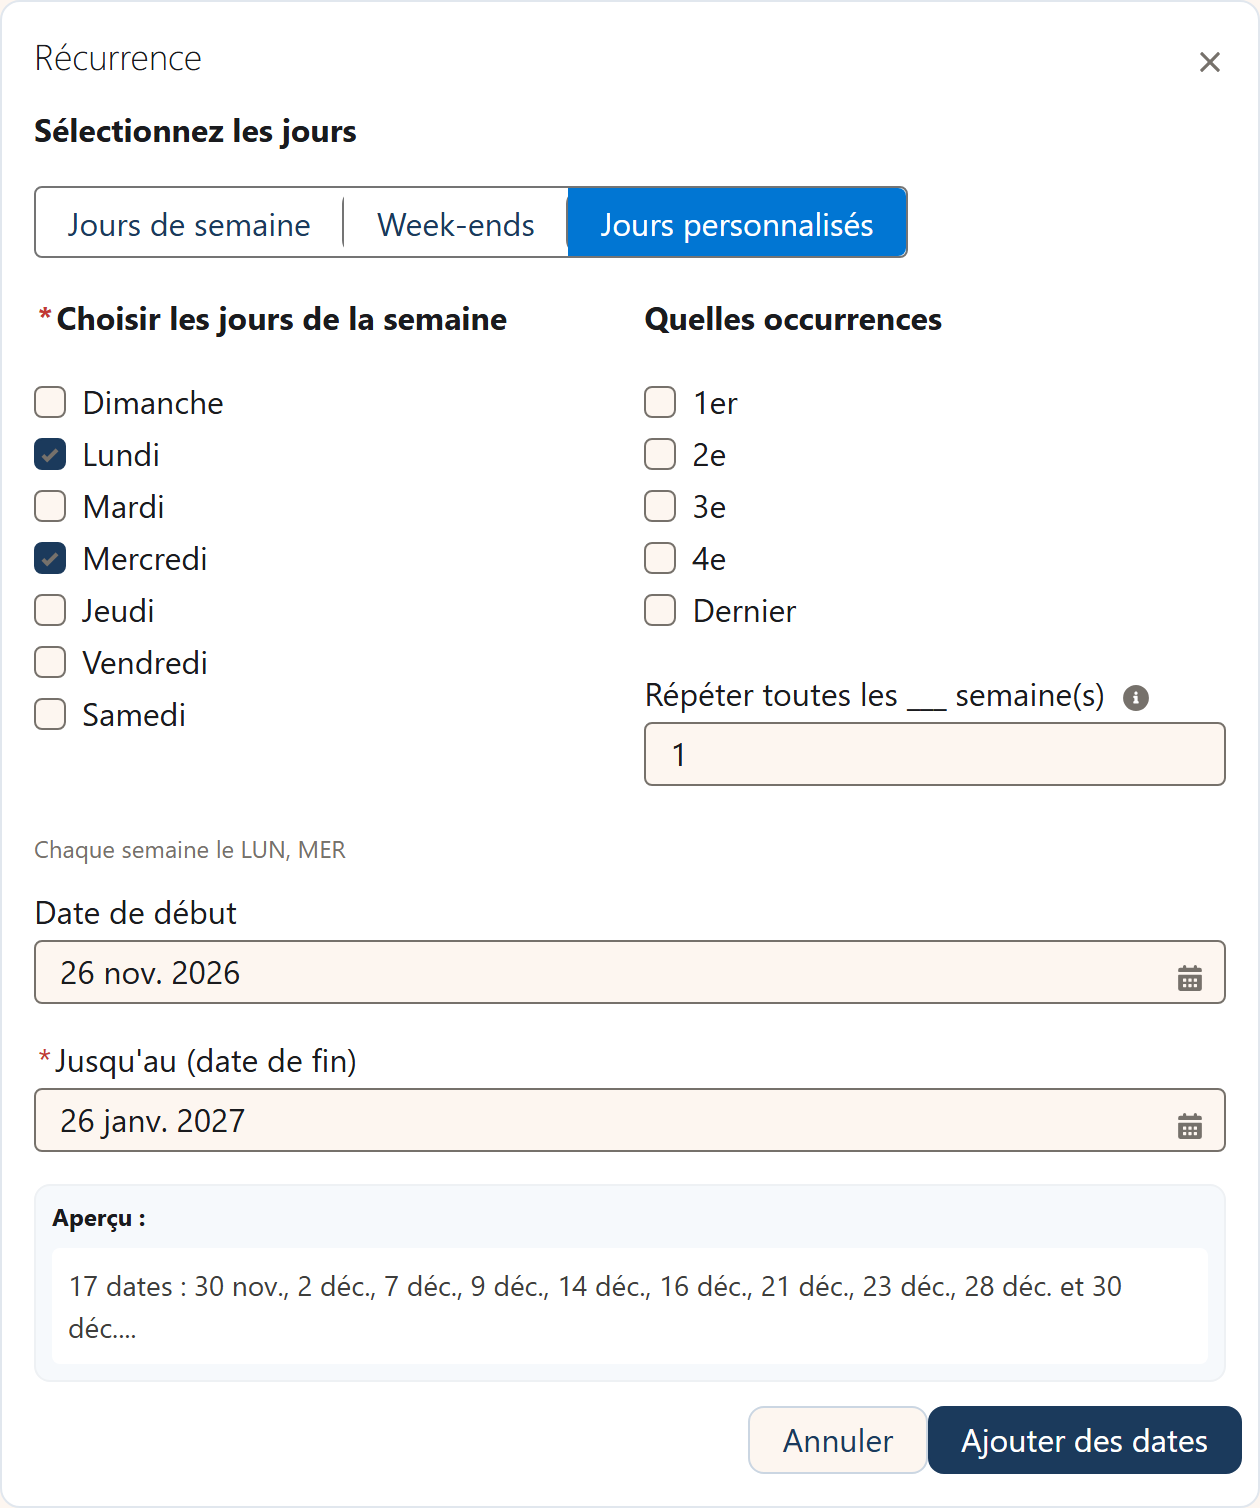 Récurrence
Sélectionnez les jours
Jours de semaine
Week-ends
Jours personnalisés
*Choisir les jours de la semaine
Dimanche
Lundi
Mardi
Mercredi
Jeudi
Vendredi
Samedi
Quelles occurrences
1er
2e
3e
4e
Dernier
Répéter toutes les ___ semaine(s)
1
Chaque semaine le LUN, MER
Date de début
26 nov. 2026
*Jusqu'au (date de fin)
26 janv. 2027
Aperçu :
17 dates : 30 nov., 2 déc., 7 déc., 9 déc., 14 déc., 16 déc., 21 déc., 23 déc., 28 déc. et 30
déc....
Annuler
Ajouter des dates